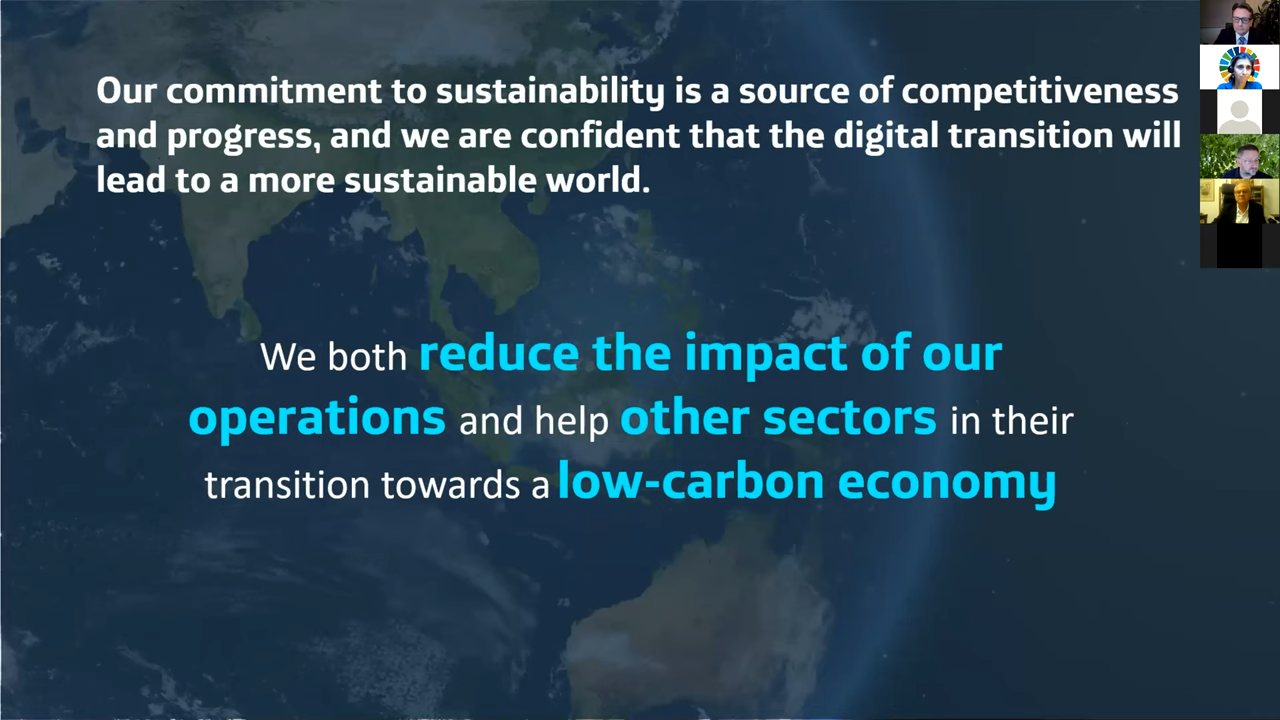 Our commitment to sustainability is a source of competitiveness
and progress, and we are confident that the digital transition will
lead to a more sustainable world.
We both reduce the impact of our
operations and help other sectors in their
transition towards a low-carbon economy